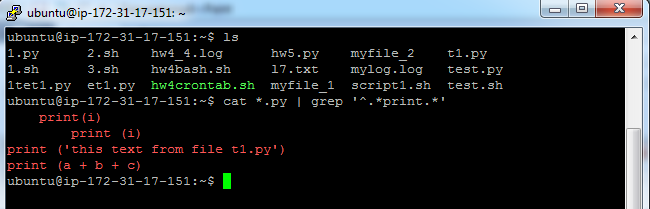 ubuntu@ip-172-31-17-151: ~
ubuntu@ip-172-31-17-151:~$ ls
1.py 2.sh hw4_4.log hw5.py myfile_2 t1.py
1.sh 3.sh hw4bash.sh l7.txt mylog.log test.py
1tet1.py et1.py hw4crontab.sh myfile_1 script1.sh test.sh
ubuntu@ip-172-31-17-151:~$ cat *.py | grep '^.*print.*'
print(i)
print (i)
print ('this text from file t1.py')
print (a + b + c)
ubuntu@ip-172-31-17-151:~$